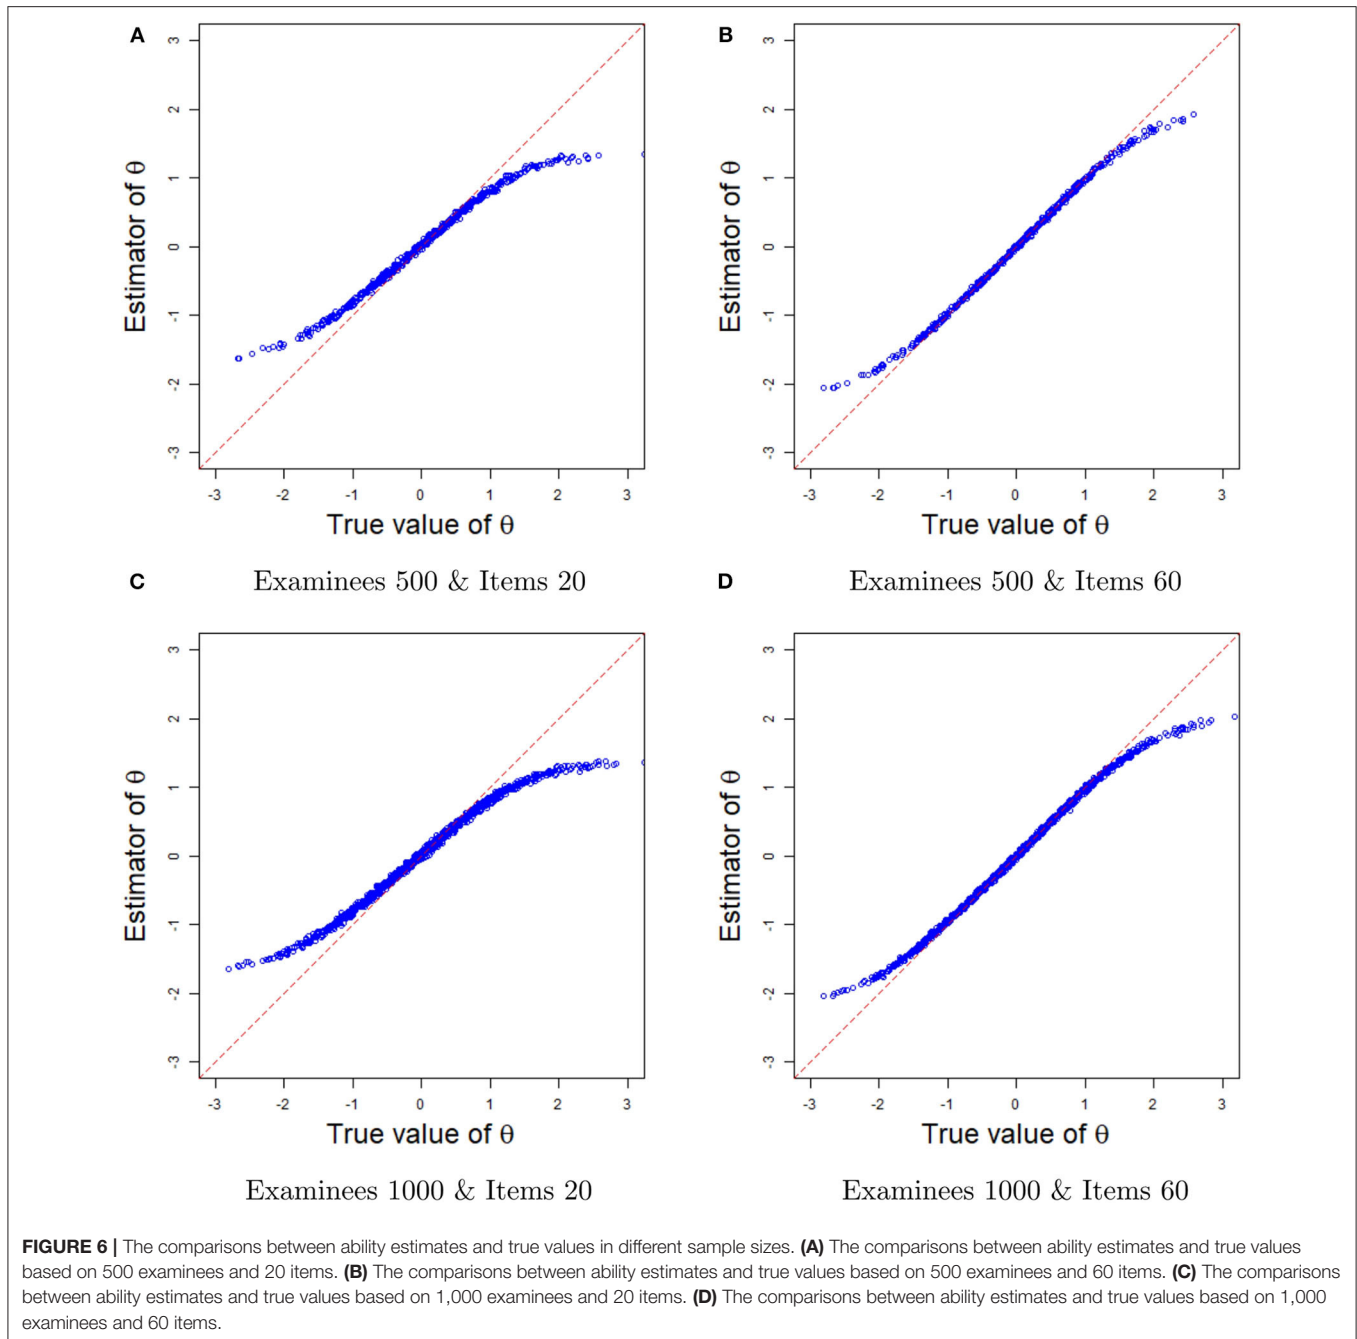 A
3
2
1
0
-1
-2
-3
Estimator of θ
-3 -2 -1 0 1 2 3
True value of θ
Examinees 500 & Items 20
B
3
2
1
0
-1
-2
-3
Estimator of θ
-3 -2 -1 0 1 2 3
True value of θ
Examinees 500 & Items 60
C
3
2
1
0
-1
-2
-3
Estimator of θ
-3 -2 -1 0 1 2 3
True value of θ
Examinees 1000 & Items 20
D
3
2
1
0
-1
-2
-3
Estimator of θ
-3 -2 -1 0 1 2 3
True value of θ
Examinees 1000 & Items 60
FIGURE 6 | The comparisons between ability estimates and true values in different sample sizes. (A) The comparisons between ability estimates and true values
based on 500 examinees and 20 items. (B) The comparisons between ability estimates and true values based on 500 examinees and 60 items. (C) The comparisons
between ability estimates and true values based on 1,000 examinees and 20 items. (D) The comparisons between ability estimates and true values based on 1,000
examinees and 60 items.